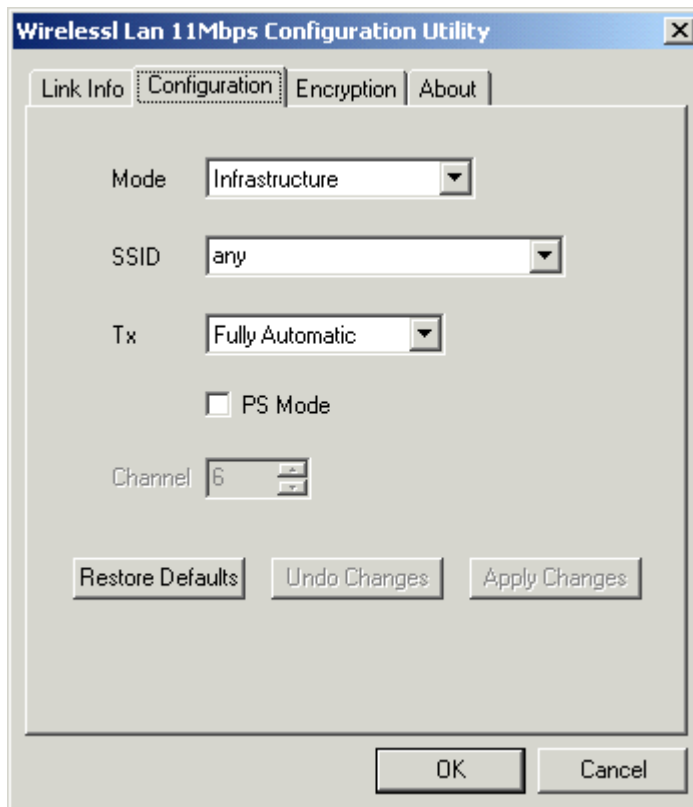 Wirelessl Lan 11Mbps Configuration Utility
Link Info Configuration Encryption About
Mode Infrastructure
SSID any
Tx Fully Automatic
PS Mode
Channel 6
Restore Defaults Undo Changes Apply Changes
OK Cancel